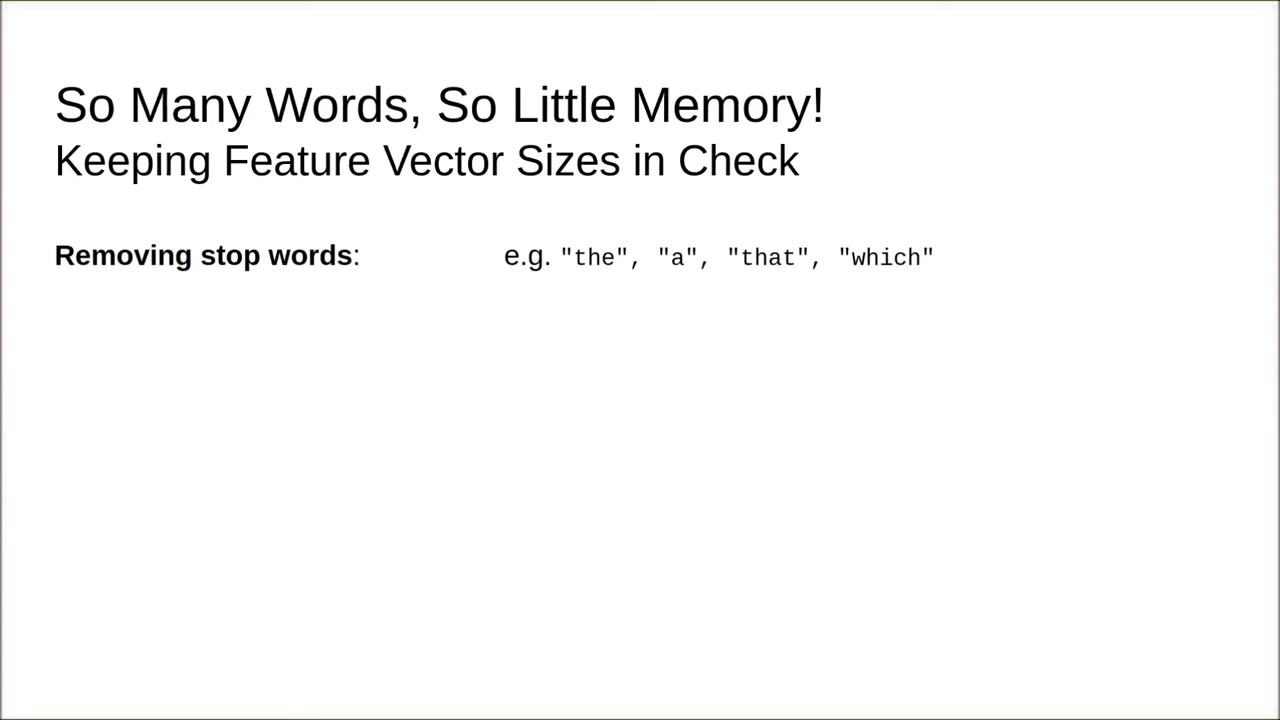 So Many Words, So Little Memory!
Keeping Feature Vector Sizes in Check
Removing stop words: e.g. "the", "a", "that", "which"